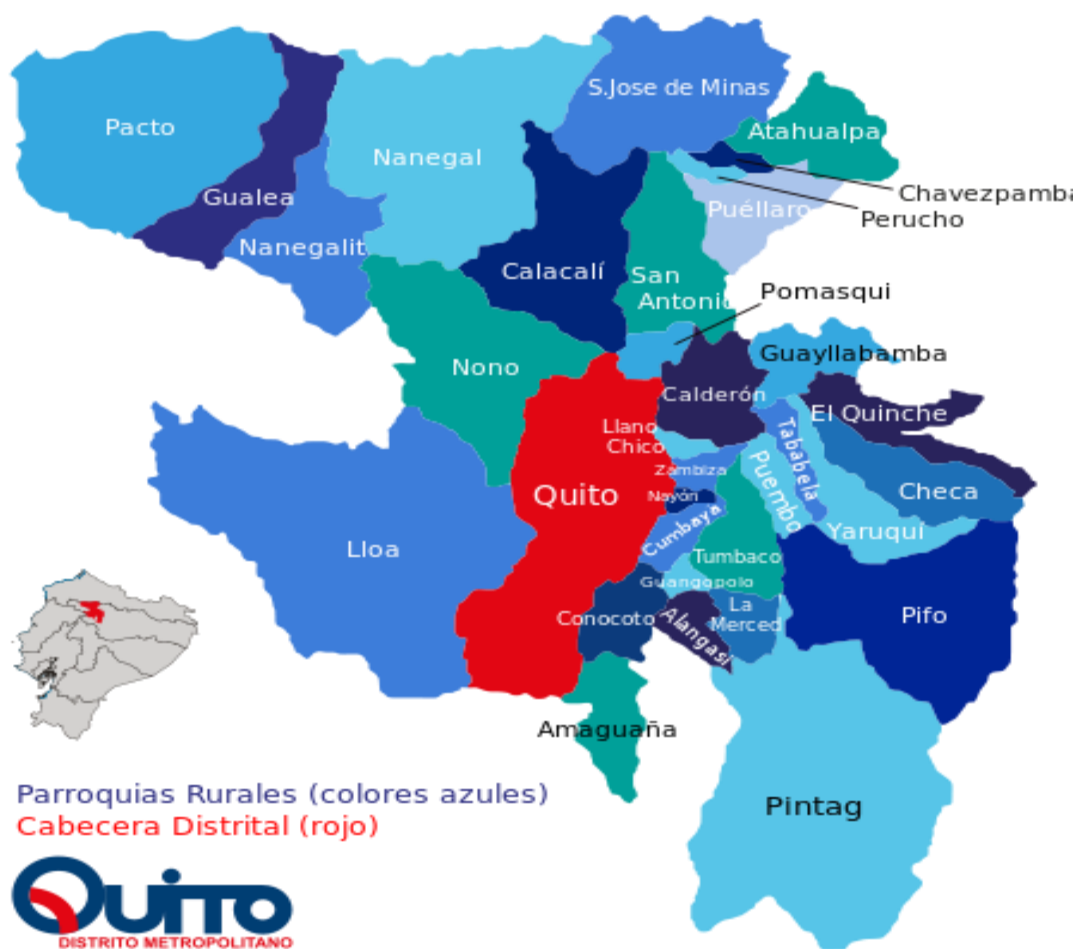 Pacto
Gualea
Nanegalit
Nanegal
S.Jose de Minas
Atahualpa
Chavezpamba
Perucho
Puéllaro
Calacalí
San
Antonio
Pomasqui
Nono
Guayllabamba
Calderón
El Quinche
Llano
Chico
Tababela
Puembo
Zambiza
Checa
Quito
Nayón
Yaruquí
Lloa
Cumbaya
Tumbaco
Guangopolo
Pifo
Conocoto
La
Merced
Alangasi
Amaguaña
Pintag
Parroquias Rurales (colores azules)
Cabecera Distrital (rojo)
Quito
DISTRITO METROPOLITANO